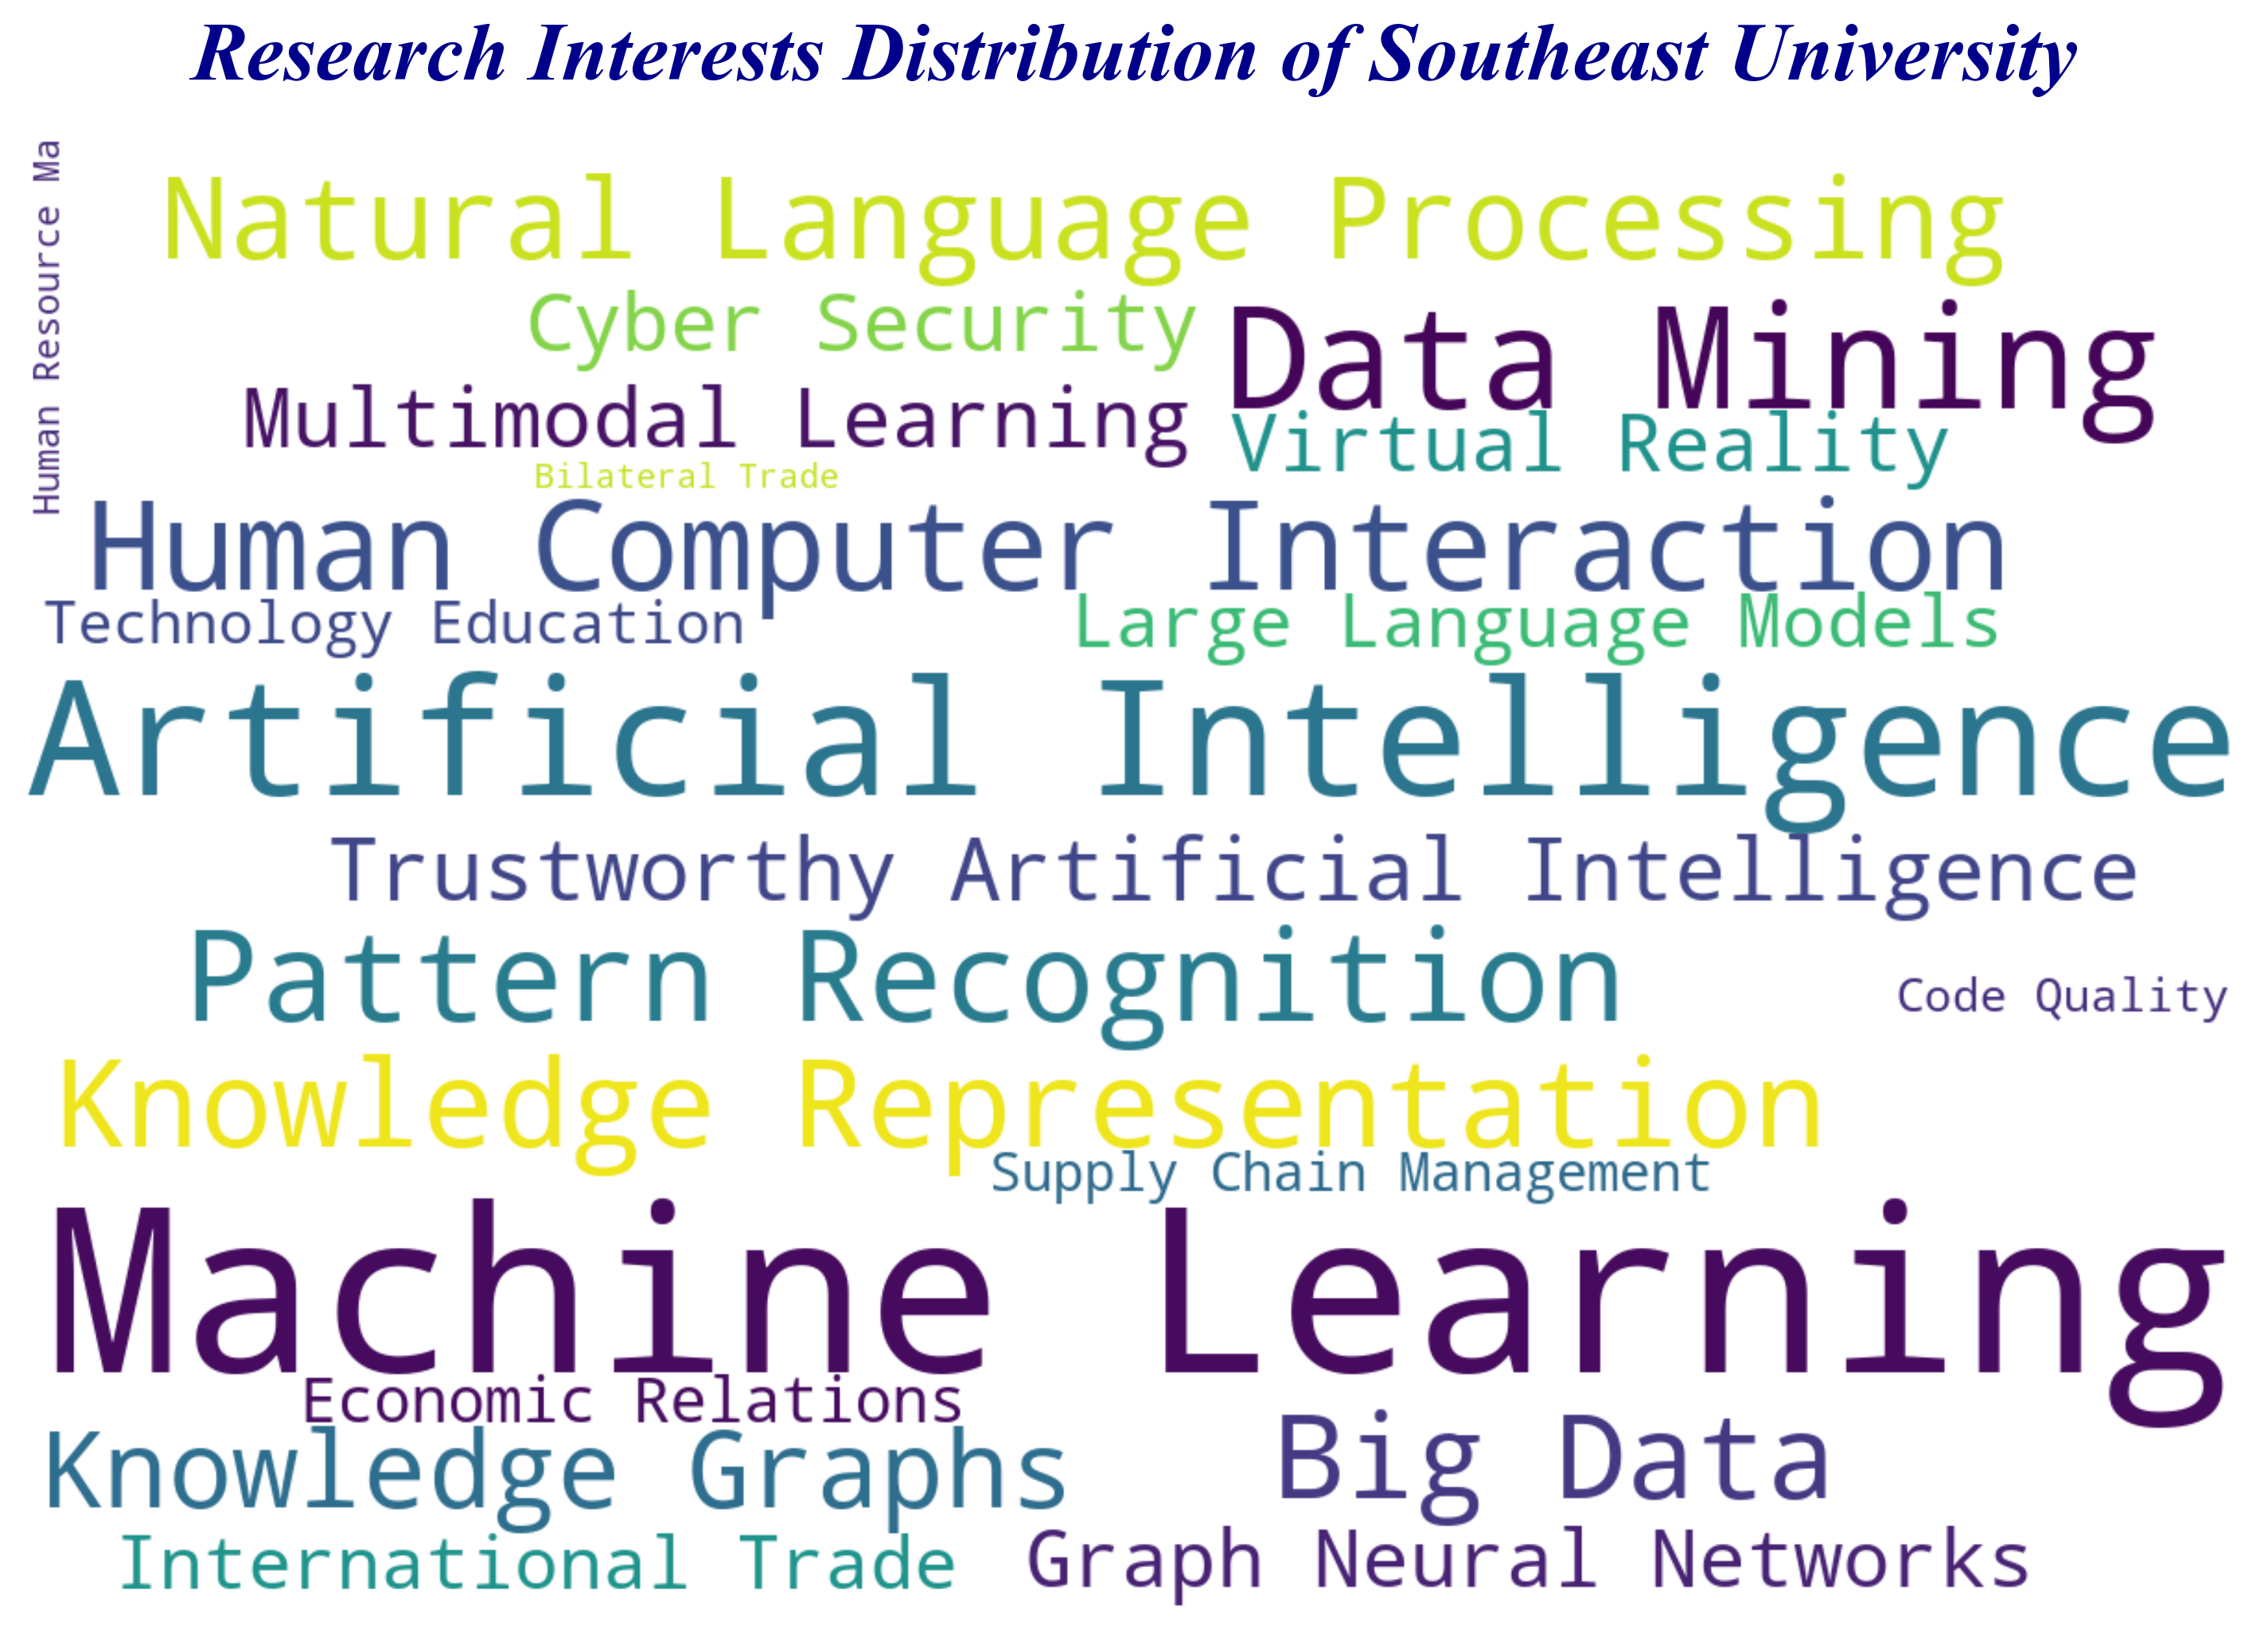 Research Interests Distribution of Southeast University
Human Resource Ma
Natural Language Processing
Cyber Security
Data Mining
Multimodal Learning
Virtual Reality
Bilateral Trade
Human Computer Interaction
Technology Education
Large Language Models
Artificial Intelligence
Trustworthy Artificial Intelligence
Pattern Recognition
Code Quality
Knowledge Representation
Supply Chain Management
Machine Learning
Economic Relations
Knowledge Graphs
Big Data
International Trade
Graph Neural Networks